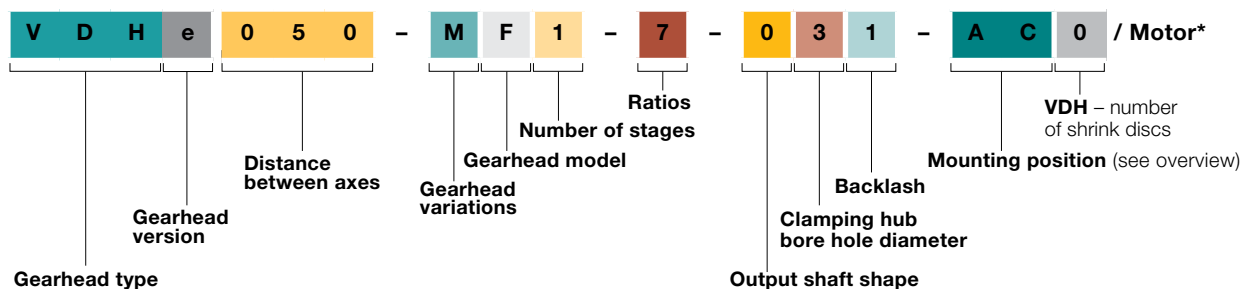 V D H e 0 5 0 – M F 1 – 7 – 0 3 1 – A C 0 / Motor*
Ratios
VDH – number
of shrink discs
Number of stages
Distance
between axes
Gearhead model
Mounting position (see overview)
Gearhead
variations
Backlash
Gearhead
version
Clamping hub
bore hole diameter
Gearhead type
Output shaft shape